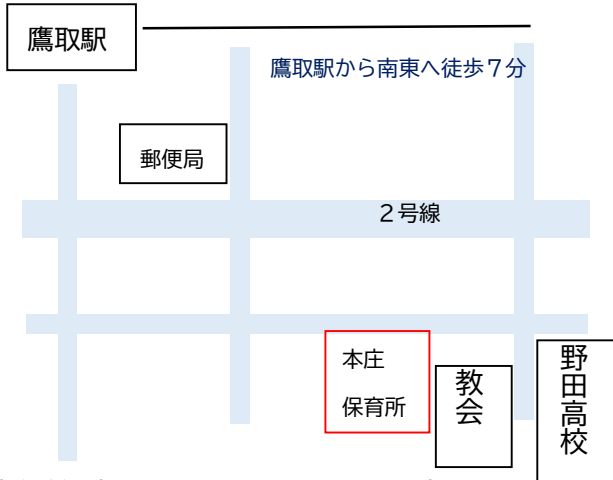 鷹取駅
鷹取駅から南東へ徒歩７分
郵便局
２号線
本庄
保育所
教会
野田高校